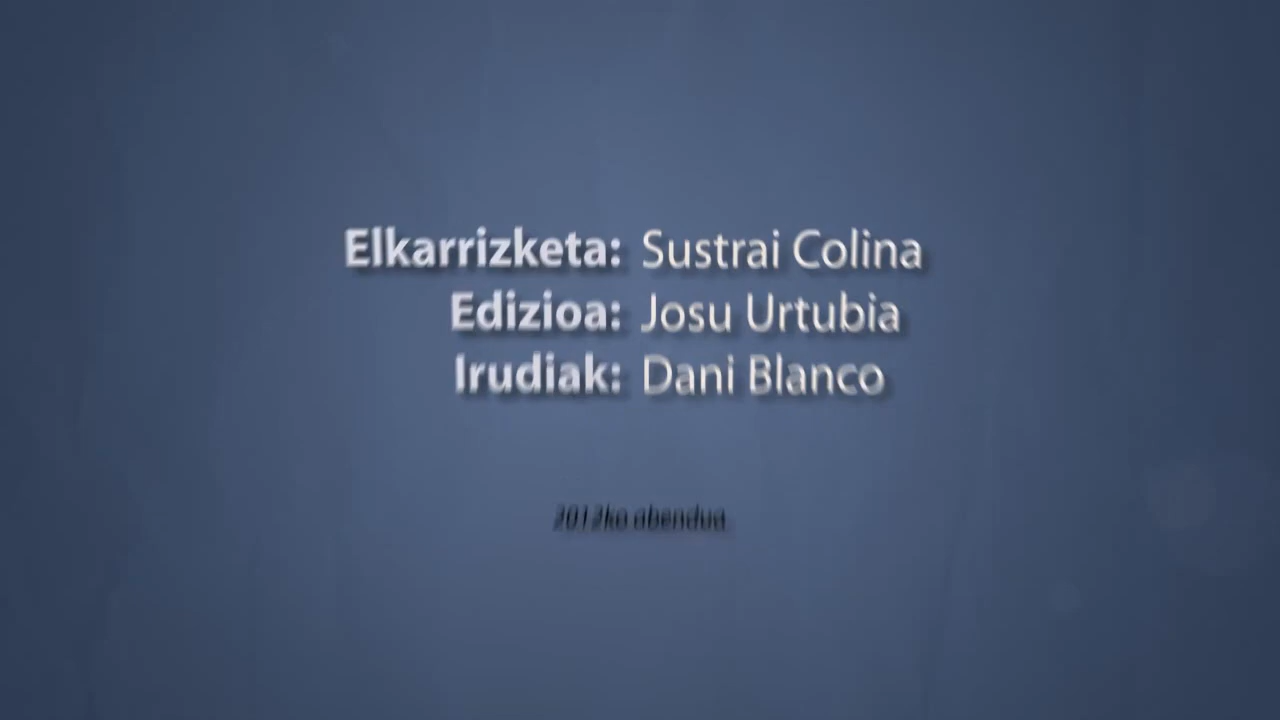 Elkarrizketa: Sustrai Colina
Edizioa: Josu Urtubia
Irudiak: Dani Blanco
2012ko abendua